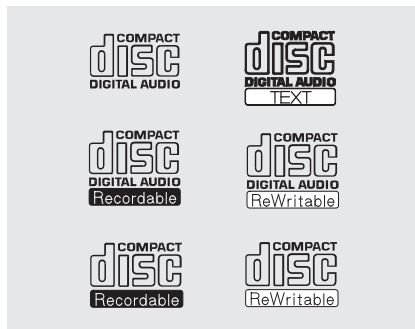 COMPACT
disc
DIGITAL AUDIO
COMPACT
disc
DIGITAL AUDIO
TEXT
COMPACT
disc
DIGITAL AUDIO
Recordable
COMPACT
disc
DIGITAL AUDIO
ReWritable
COMPACT
disc
Recordable
COMPACT
disc
ReWritable